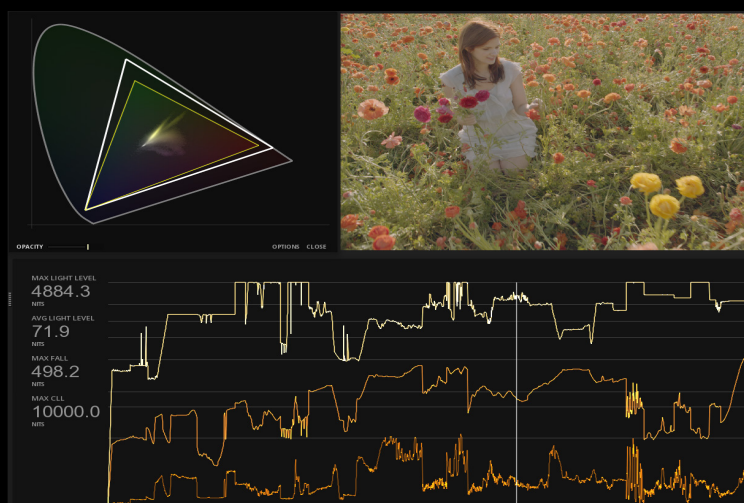 OPACITY
OPTIONS CLOSE
MAX LIGHT LEVEL
4884.3
NITS
AVG LIGHT LEVEL
71.9
NITS
MAX FALL
498.2
NITS
MAX CLL
10000.0
NITS